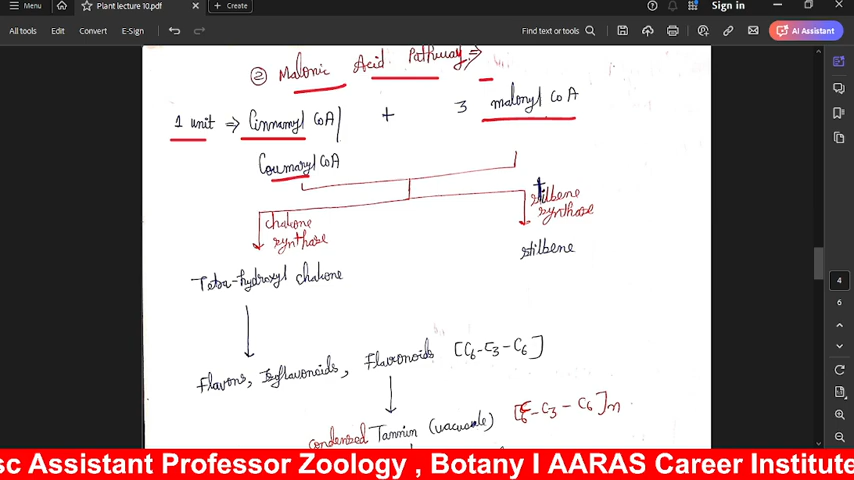 Menu
Plant lecture 10.pdf
+ Create
Sign in
All tools Edit Convert E-Sign
Find text or tools
AI Assistant
② Malonic Acid Pathway ⇒
1 unit ⇒ Cinnamyl CoA + 3 malonyl CoA
Coumaryl CoA
chalcone synthase
stilbene synthase
stilbene
Tetra-hydroxyl chalcone
Flavons, Isoflavonoids, Flavonoids [C6-C3-C6]
condensed Tannin (vacuole) [C6-C3-C6]n
4
6
sc Assistant Professor Zoology , Botany I AARAS Career Institute